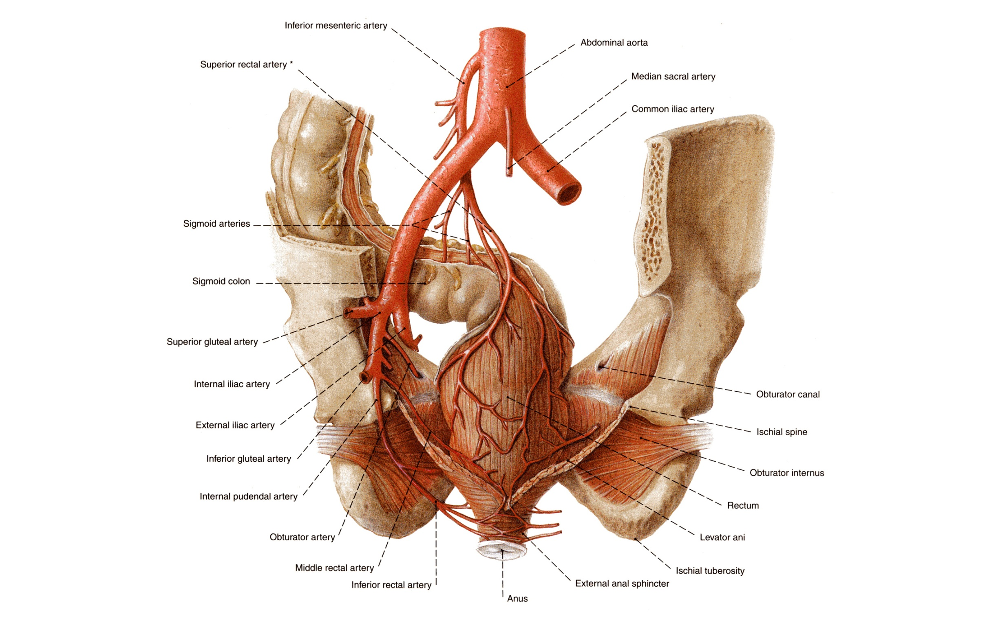 Inferior mesenteric artery
Abdominal aorta
Superior rectal artery *
Median sacral artery
Common iliac artery
Sigmoid arteries
Sigmoid colon
Superior gluteal artery
Internal iliac artery
Obturator canal
External iliac artery
Ischial spine
Inferior gluteal artery
Obturator internus
Internal pudendal artery
Rectum
Obturator artery
Levator ani
Middle rectal artery
Ischial tuberosity
Inferior rectal artery
External anal sphincter
Anus